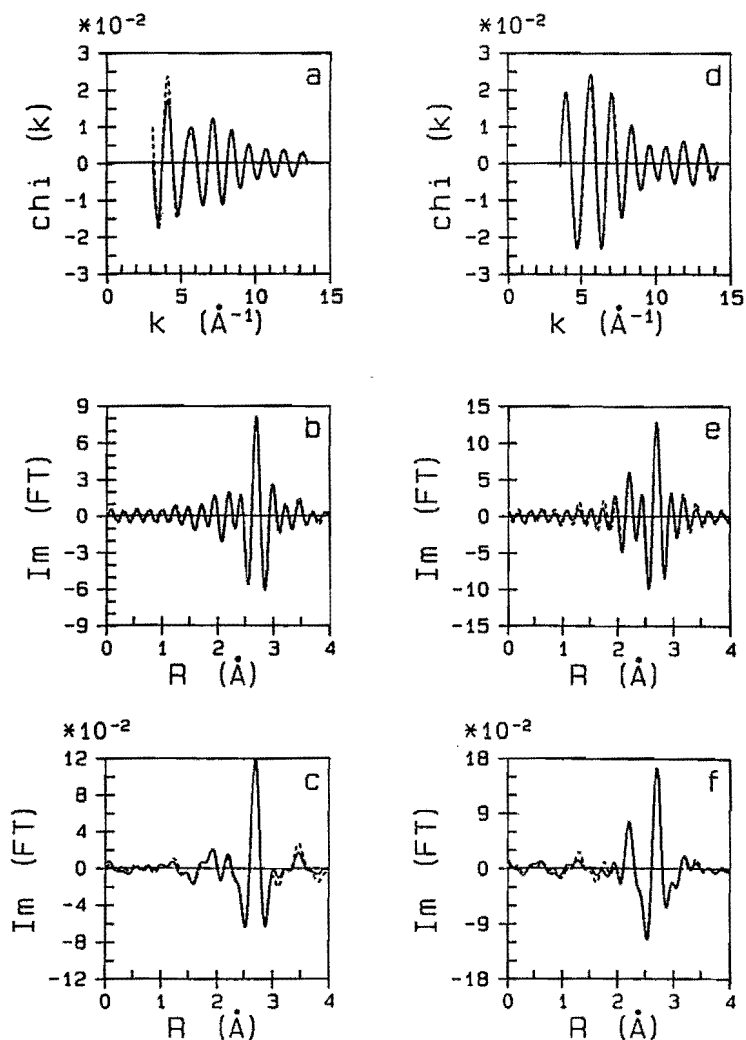 *10⁻²
3
2
1
0
-1
-2
-3
chi (k)
a
0 5 10 15
k (Å⁻¹)
*10⁻²
3
2
1
0
-1
-2
-3
chi (k)
d
0 5 10 15
k (Å⁻¹)
9
6
3
0
-3
-6
-9
Im (FT)
b
0 1 2 3 4
R (Å)
15
10
5
0
-5
-10
-15
Im (FT)
e
0 1 2 3 4
R (Å)
*10⁻²
12
8
4
0
-4
-8
-12
Im (FT)
c
0 1 2 3 4
R (Å)
*10⁻²
18
9
0
-9
-18
Im (FT)
f
0 1 2 3 4
R (Å)